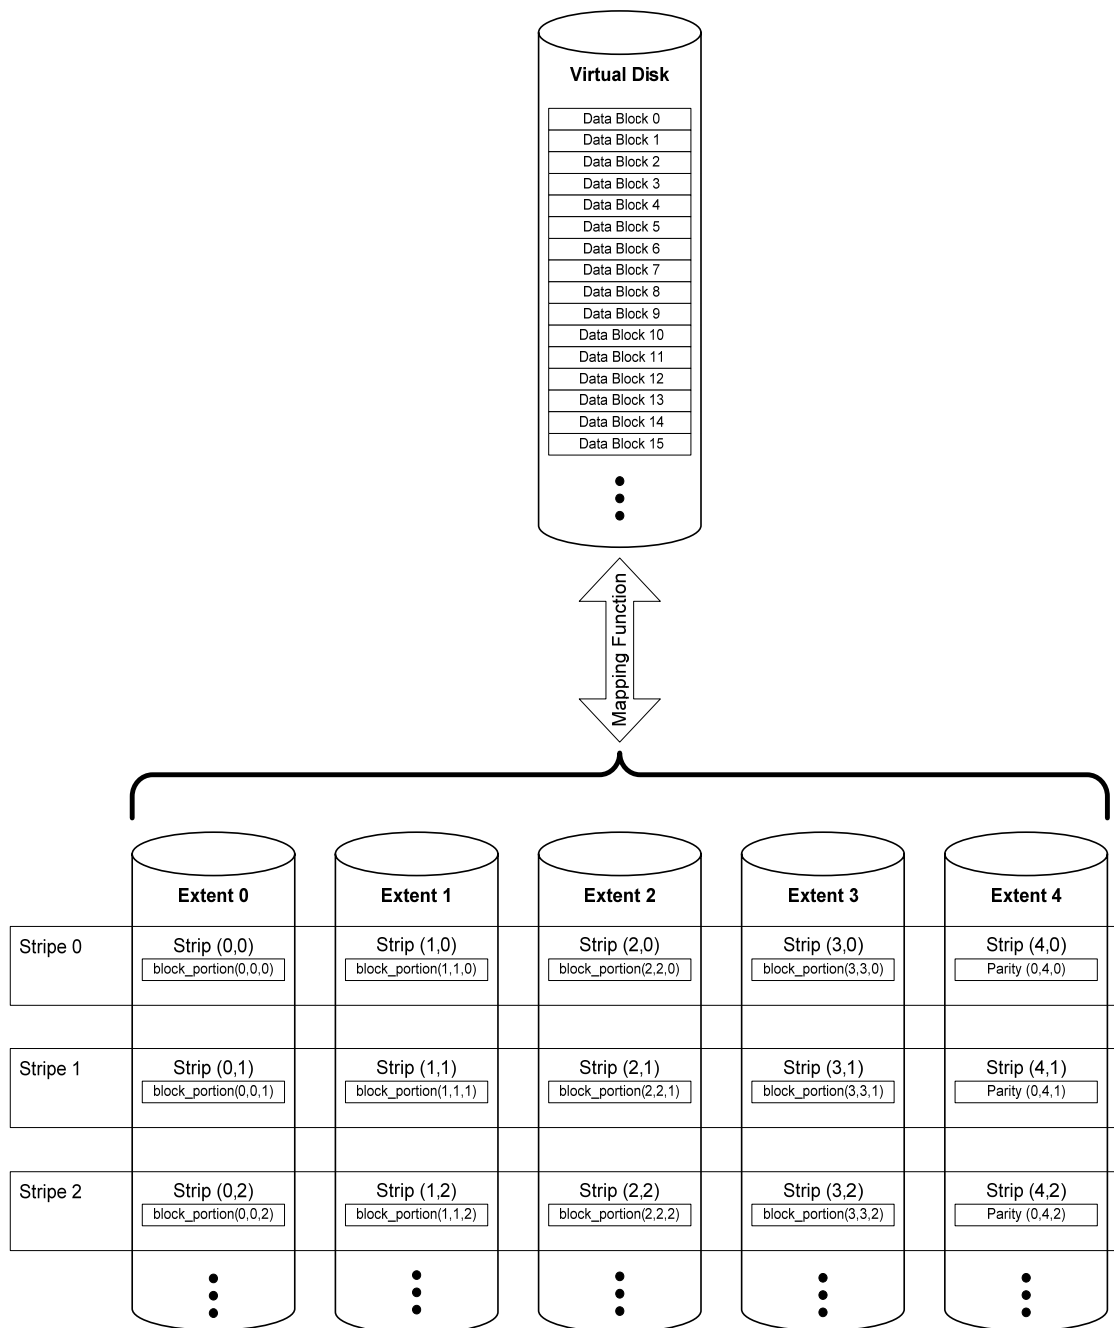 Virtual Disk
Data Block 0
Data Block 1
Data Block 2
Data Block 3
Data Block 4
Data Block 5
Data Block 6
Data Block 7
Data Block 8
Data Block 9
Data Block 10
Data Block 11
Data Block 12
Data Block 13
Data Block 14
Data Block 15
Mapping Function
Extent 0 Extent 1 Extent 2 Extent 3 Extent 4
Stripe 0 Strip (0,0) Strip (1,0) Strip (2,0) Strip (3,0) Strip (4,0)
block_portion(0,0,0) block_portion(1,1,0) block_portion(2,2,0) block_portion(3,3,0) Parity (0,4,0)
Stripe 1 Strip (0,1) Strip (1,1) Strip (2,1) Strip (3,1) Strip (4,1)
block_portion(0,0,1) block_portion(1,1,1) block_portion(2,2,1) block_portion(3,3,1) Parity (0,4,1)
Stripe 2 Strip (0,2) Strip (1,2) Strip (2,2) Strip (3,2) Strip (4,2)
block_portion(0,0,2) block_portion(1,1,2) block_portion(2,2,2) block_portion(3,3,2) Parity (0,4,2)